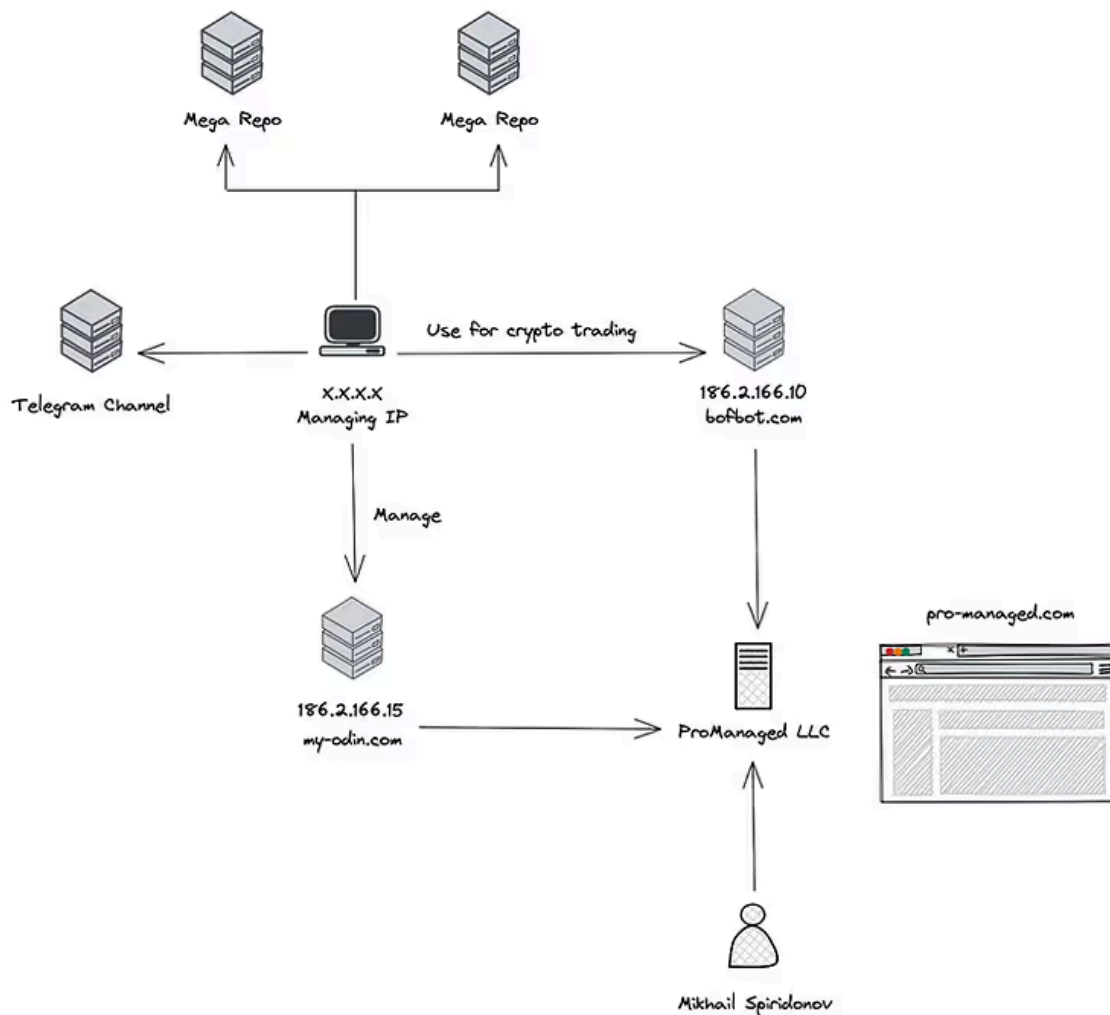 Mega Repo
Mega Repo
Use for crypto trading
Telegram Channel
x.x.x.x
Managing IP
186.2.166.10
bofbot.com
Manage
pro-managed.com
186.2.166.15
my-odin.com
ProManaged LLC
Mikhail Spiridonov